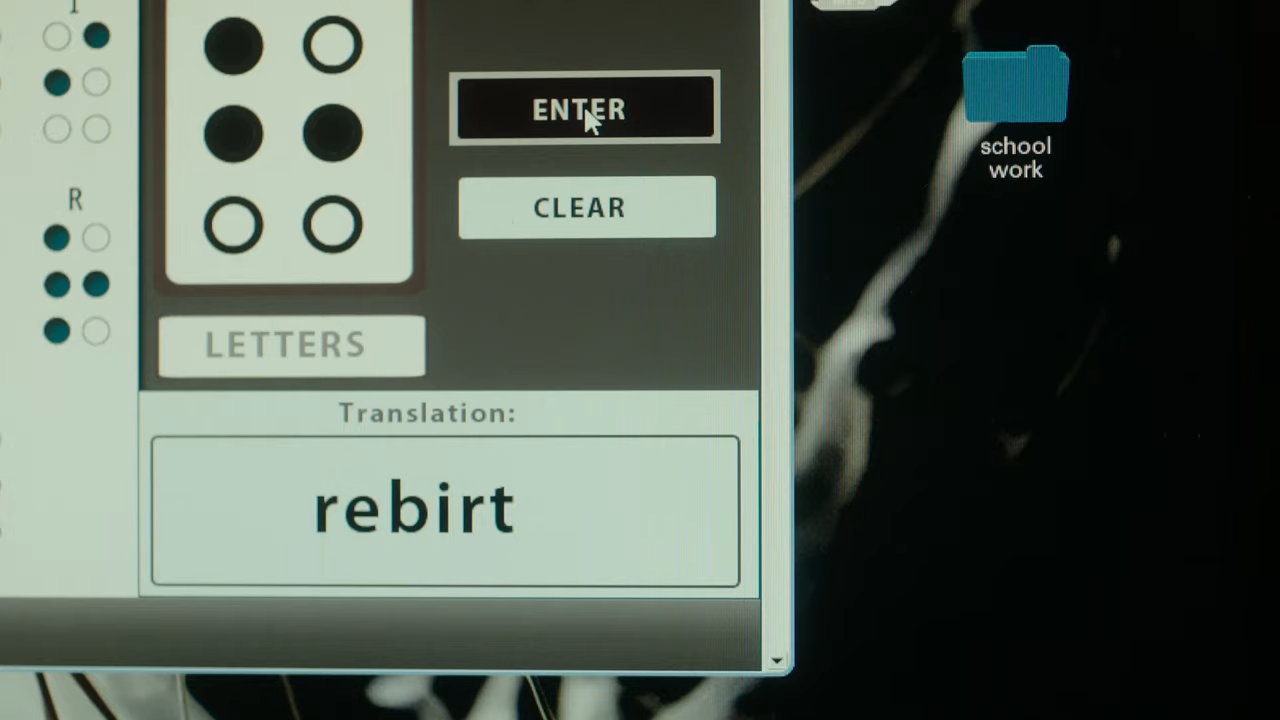 I
R
ENTER
CLEAR
LETTERS
Translation:
rebirt
school
work